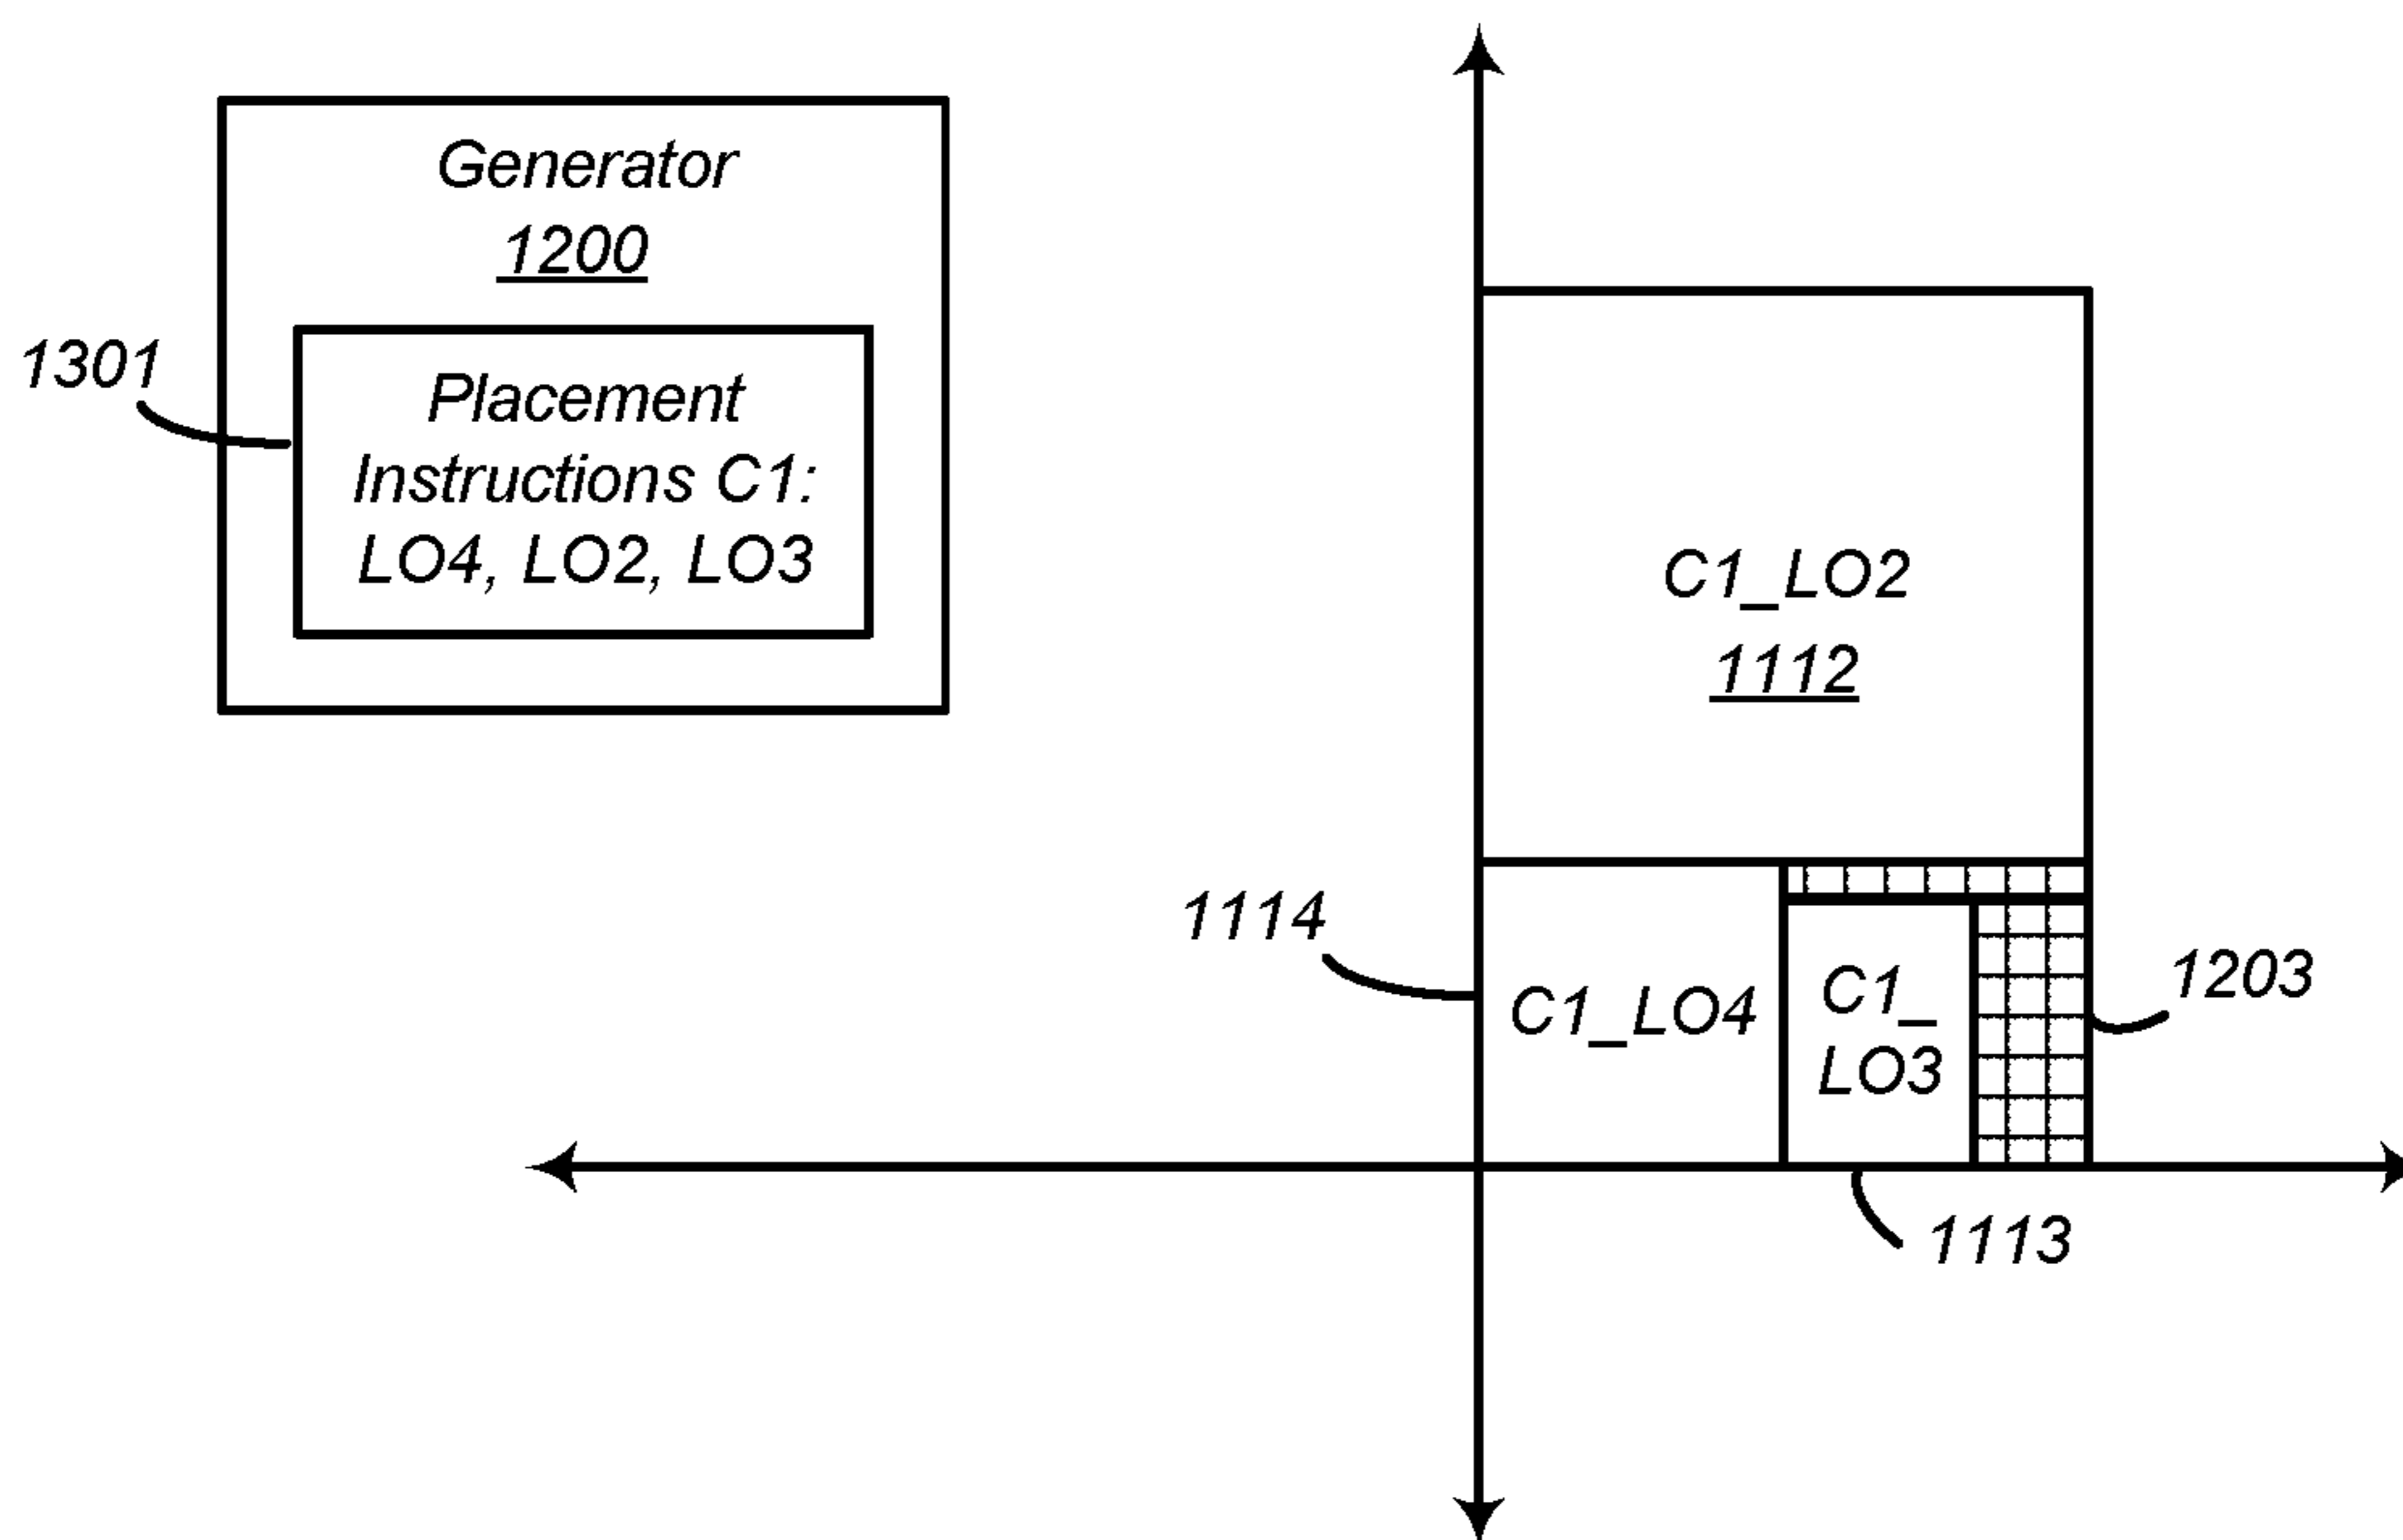 Generator
1200
1301
Placement
Instructions C1:
LO4, LO2, LO3
C1_LO2
1112
1114
C1_LO4
C1_
LO3
1203
1113